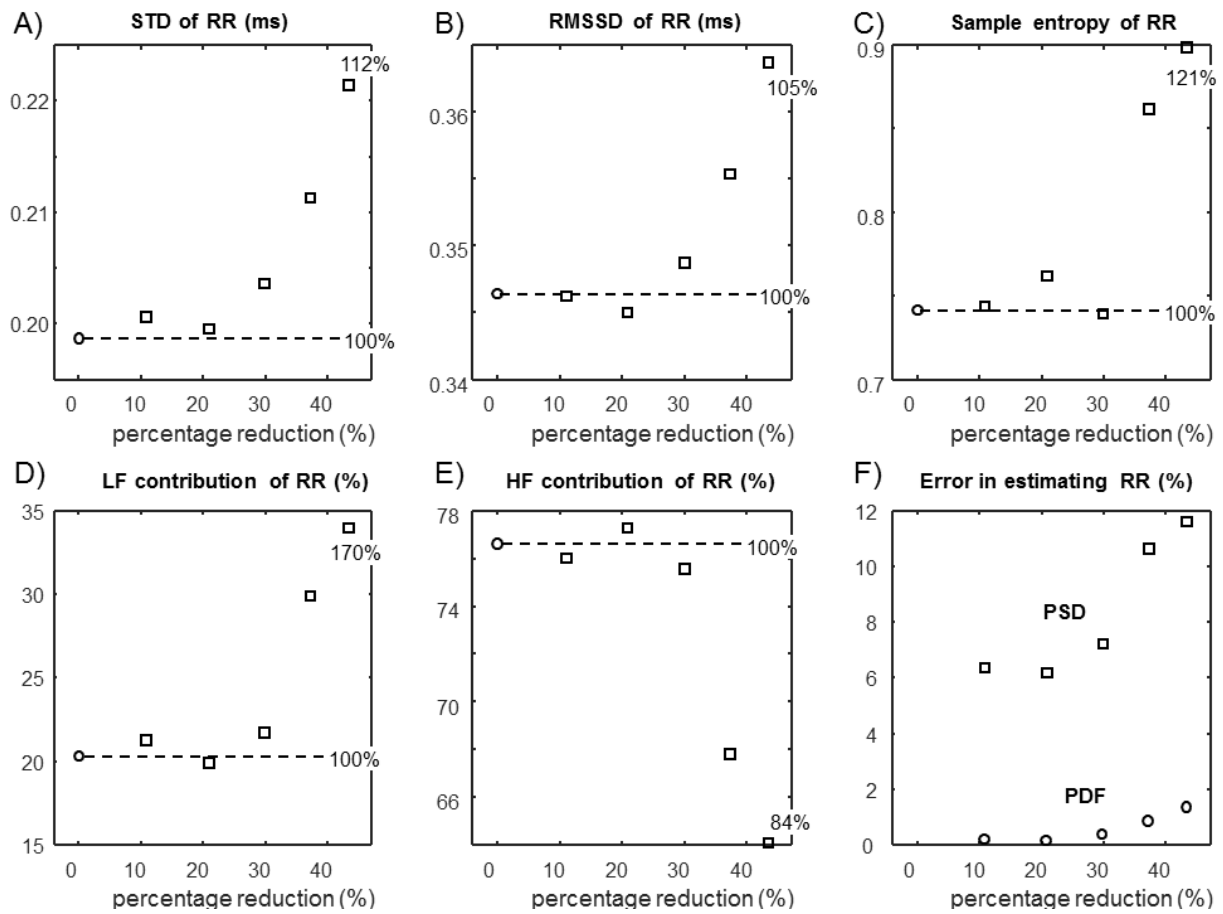 A) STD of RR (ms)
112%
0.22
0.21
0.20
100%
0 10 20 30 40
percentage reduction (%)
B) RMSSD of RR (ms)
105%
0.36
0.35
100%
0.34
0 10 20 30 40
percentage reduction (%)
C) Sample entropy of RR
0.9
121%
0.8
100%
0.7
0 10 20 30 40
percentage reduction (%)
D) LF contribution of RR (%)
35
170%
30
25
20
100%
15
0 10 20 30 40
percentage reduction (%)
E) HF contribution of RR (%)
78
100%
74
70
66
84%
0 10 20 30 40
percentage reduction (%)
F) Error in estimating RR (%)
12
10
8
PSD
6
4
2
PDF
0
0 10 20 30 40
percentage reduction (%)